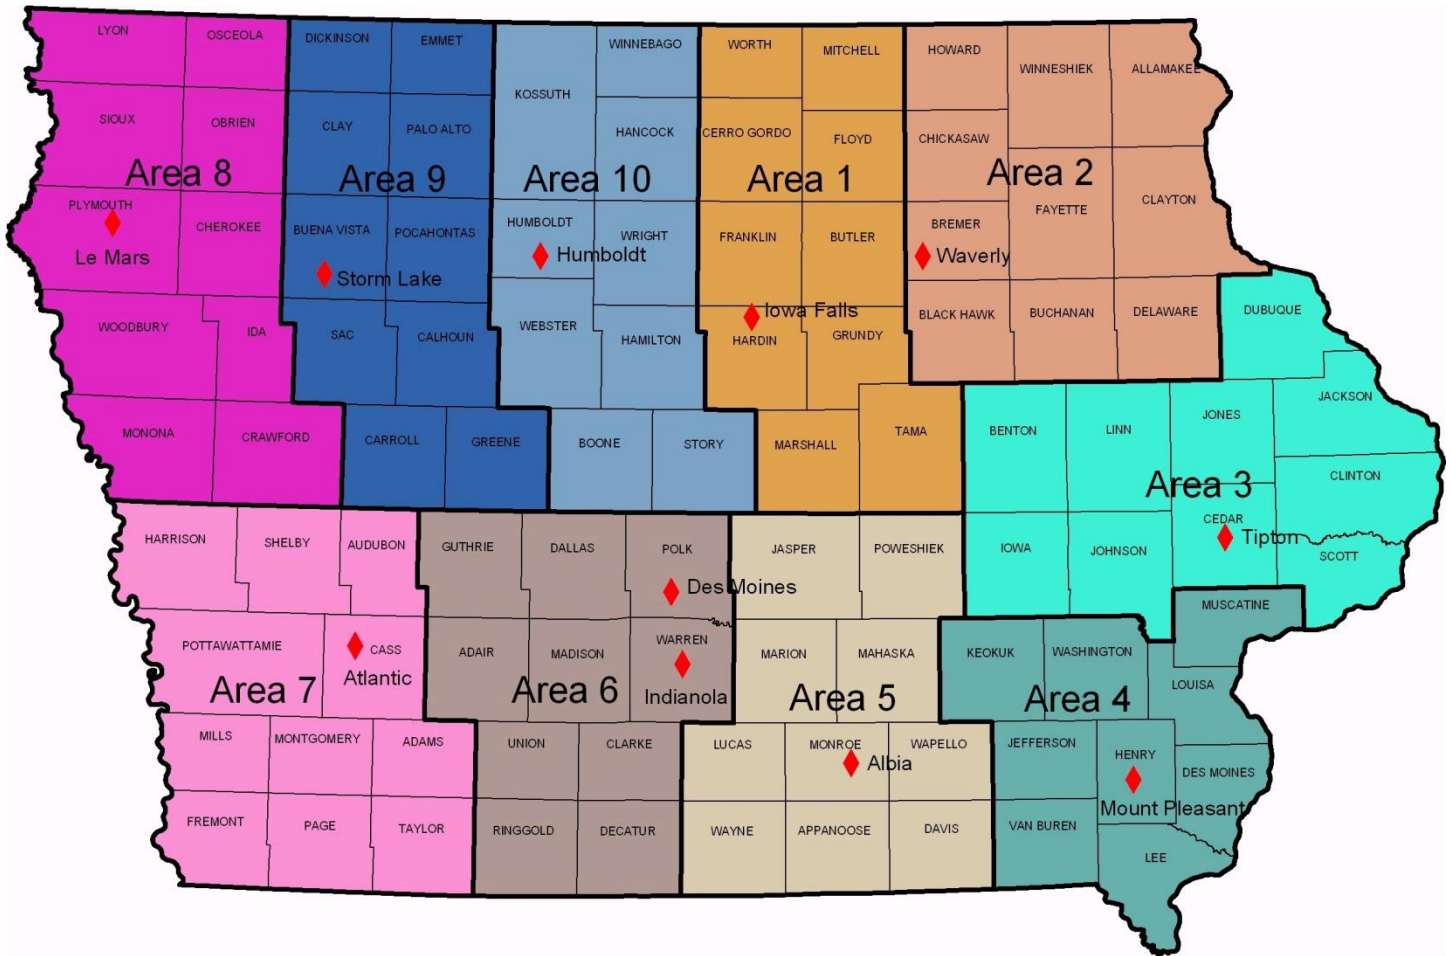 LYON
OSCEOLA
DICKINSON
EMMET
WINNEBAGO
WORTH
MITCHELL
HOWARD
WINNESHIEK
ALLAMAKEE
KOSSUTH
SIOUX
OBRIEN
CLAY
PALO ALTO
HANCOCK
CERRO GORDO
FLOYD
CHICKASAW
Area 8
Area 9
Area 10
Area 1
Area 2
PLYMOUTH
CHEROKEE
BUENA VISTA
POCAHONTAS
HUMBOLDT
WRIGHT
FRANKLIN
BUTLER
BREMER
FAYETTE
CLAYTON
Le Mars
Storm Lake
Humboldt
Iowa Falls
Waverly
WOODBURY
IDA
SAC
CALHOUN
WEBSTER
HAMILTON
HARDIN
GRUNDY
BLACK HAWK
BUCHANAN
DELAWARE
DUBUQUE
MONONA
CRAWFORD
CARROLL
GREENE
BOONE
STORY
MARSHALL
TAMA
BENTON
LINN
JONES
JACKSON
Area 3
CLINTON
CEDAR
Tipton
HARRISON
SHELBY
AUDUBON
GUTHRIE
DALLAS
POLK
JASPER
POWESHIEK
IOWA
JOHNSON
SCOTT
Des Moines
MUSCATINE
POTTAWATTAMIE
CASS
ADAIR
MADISON
WARREN
MARION
MAHASKA
KEOKUK
WASHINGTON
LOUISA
Atlantic
Indianola
Area 7
Area 6
Area 5
Area 4
MILLS
MONTGOMERY
ADAMS
UNION
CLARKE
LUCAS
MONROE
WAPELLO
JEFFERSON
HENRY
DES MOINES
Albia
Mount Pleasant
FREMONT
PAGE
TAYLOR
RINGGOLD
DECATUR
WAYNE
APPANOOSE
DAVIS
VAN BUREN
LEE